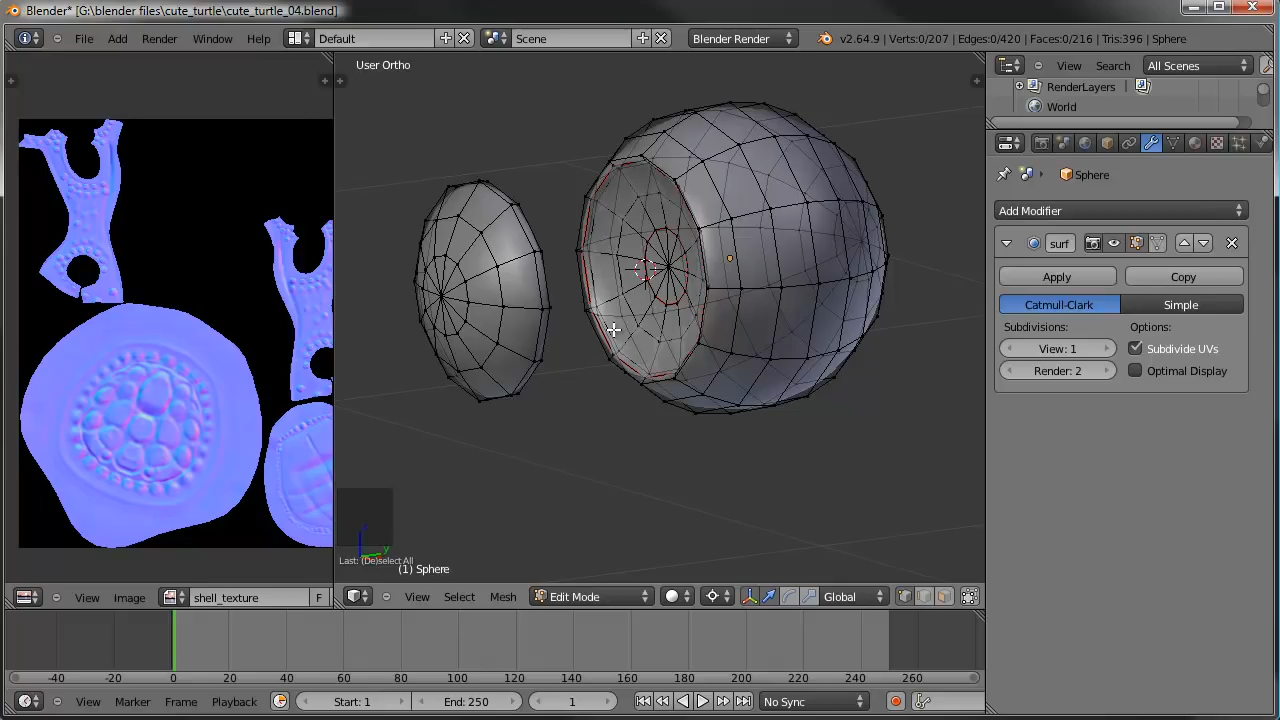 Blender* [G:\blender files\cute_turtle\cute_turtle_04.blend]
File Add Render Window Help Default Scene Blender Render v2.64.9 | Verts:0/207 | Edges:0/420 | Faces:0/216 | Tris:396 | Sphere
User Ortho
View Search All Scenes
RenderLayers
World
Sphere
Add Modifier
surf
Apply Copy
Catmull-Clark Simple
Subdivisions: Options:
View: 1 Subdivide UVs
Render: 2 Optimal Display
y
Last: (De)select All
(1) Sphere
View Image shell_texture F View Select Mesh Edit Mode Global
-40 -20 0 20 40 60 80 100 120 140 160 180 200 220 240 260
View Marker Frame Playback Start: 1 End: 250 1 No Sync